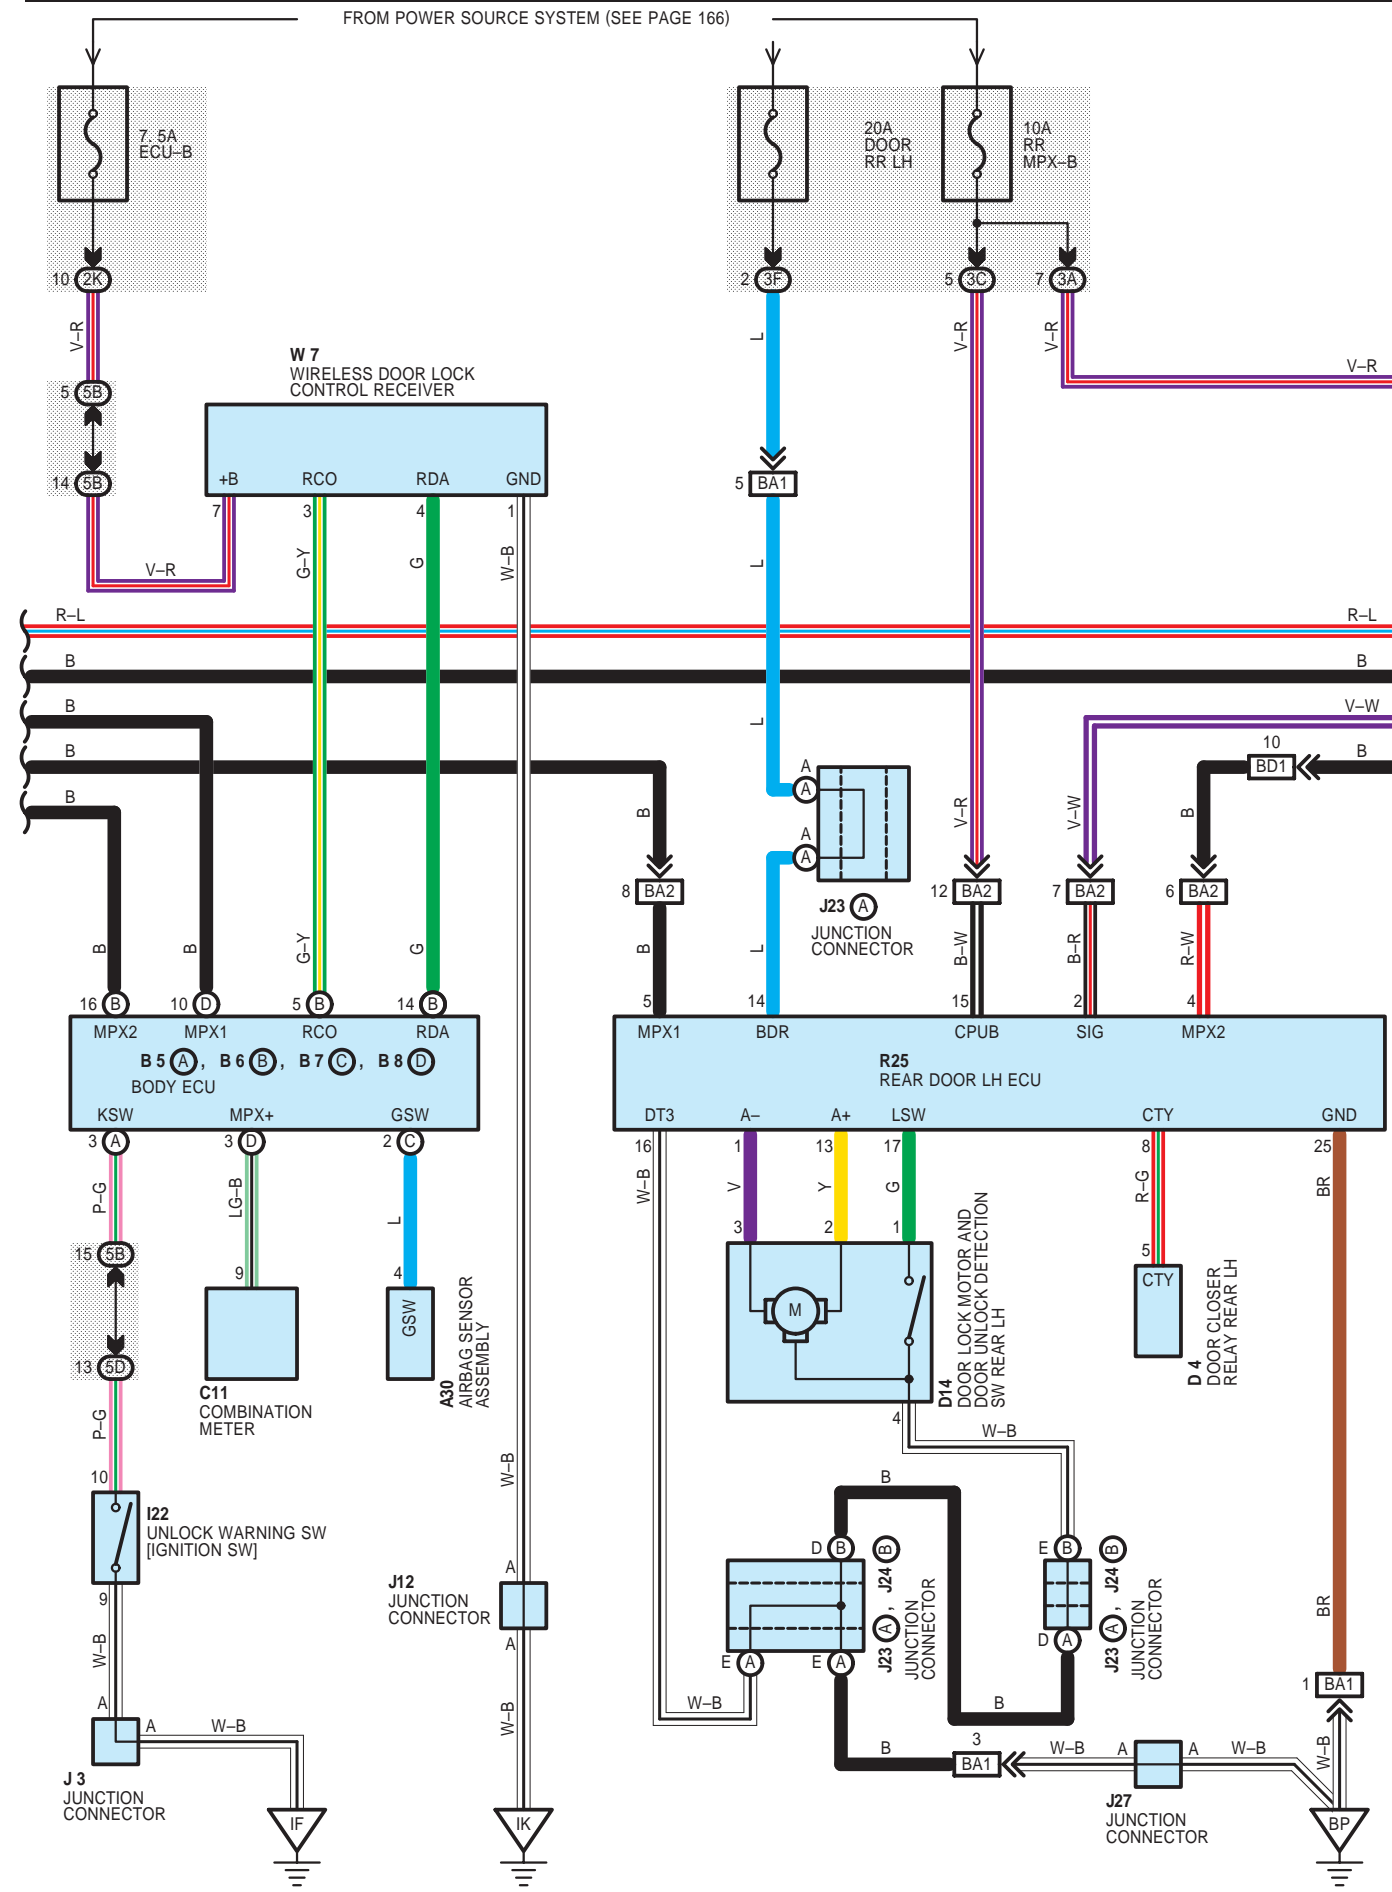 FROM POWER SOURCE SYSTEM (SEE PAGE 166)
7. 5A
ECU–B
20A
DOOR
RR LH
10A
RR
MPX–B
10 2K
2 3F
5 3C
7 3A
V–R
L
V–R
V–R
V–R
5 5B
14 5B
W 7
WIRELESS DOOR LOCK
CONTROL RECEIVER
+B RCO RDA GND
7 3 4 1
5 BA1
V–R
G–Y
G
W–B
L
R–L R–L
B B
B V–W
B
10
BD1
B
B
L
A
A
A
A
J23 A
JUNCTION
CONNECTOR
B
V–R
V–W
B
8 BA2
12 BA2
7 BA2
6 BA2
B
B
G–Y
G
B
L
B–W
B–R
R–W
16 B
10 D
5 B
14 B
5 14 15 2 4
MPX2 MPX1 RCO RDA
B 5 A , B 6 B , B 7 C , B 8 D
BODY ECU
KSW MPX+ GSW
MPX1 BDR CPUB SIG MPX2
R25
REAR DOOR LH ECU
DT3 A– A+ LSW CTY GND
3 A
3 D
2 C
16 1 13 17 8 25
P–G
LG–B
L
W–B
V
Y
G
R–G
BR
3 2 1
5
15 5B
9
4
CTY
GSW
M
13 5D
C11
COMBINATION
METER
A30
AIRBAG SENSOR
ASSEMBLY
D14
DOOR LOCK MOTOR AND
DOOR UNLOCK DETECTION
SW REAR LH
D 4
DOOR CLOSER
RELAY REAR LH
P–G
4
W–B
10
W–B
B
I22
UNLOCK WARNING SW
[IGNITION SW]
9
A
J12
JUNCTION
CONNECTOR
A
D B
E B
J23 A , J24 B
JUNCTION
CONNECTOR
J23 A , J24 B
JUNCTION
CONNECTOR
E A
E A
D A
BR
W–B
W–B
W–B
B
1 BA1
A
A
W–B
J 3
JUNCTION
CONNECTOR
B
3
BA1
W–B
A
A
W–B
W–B
J27
JUNCTION
CONNECTOR
IF
IK
BP